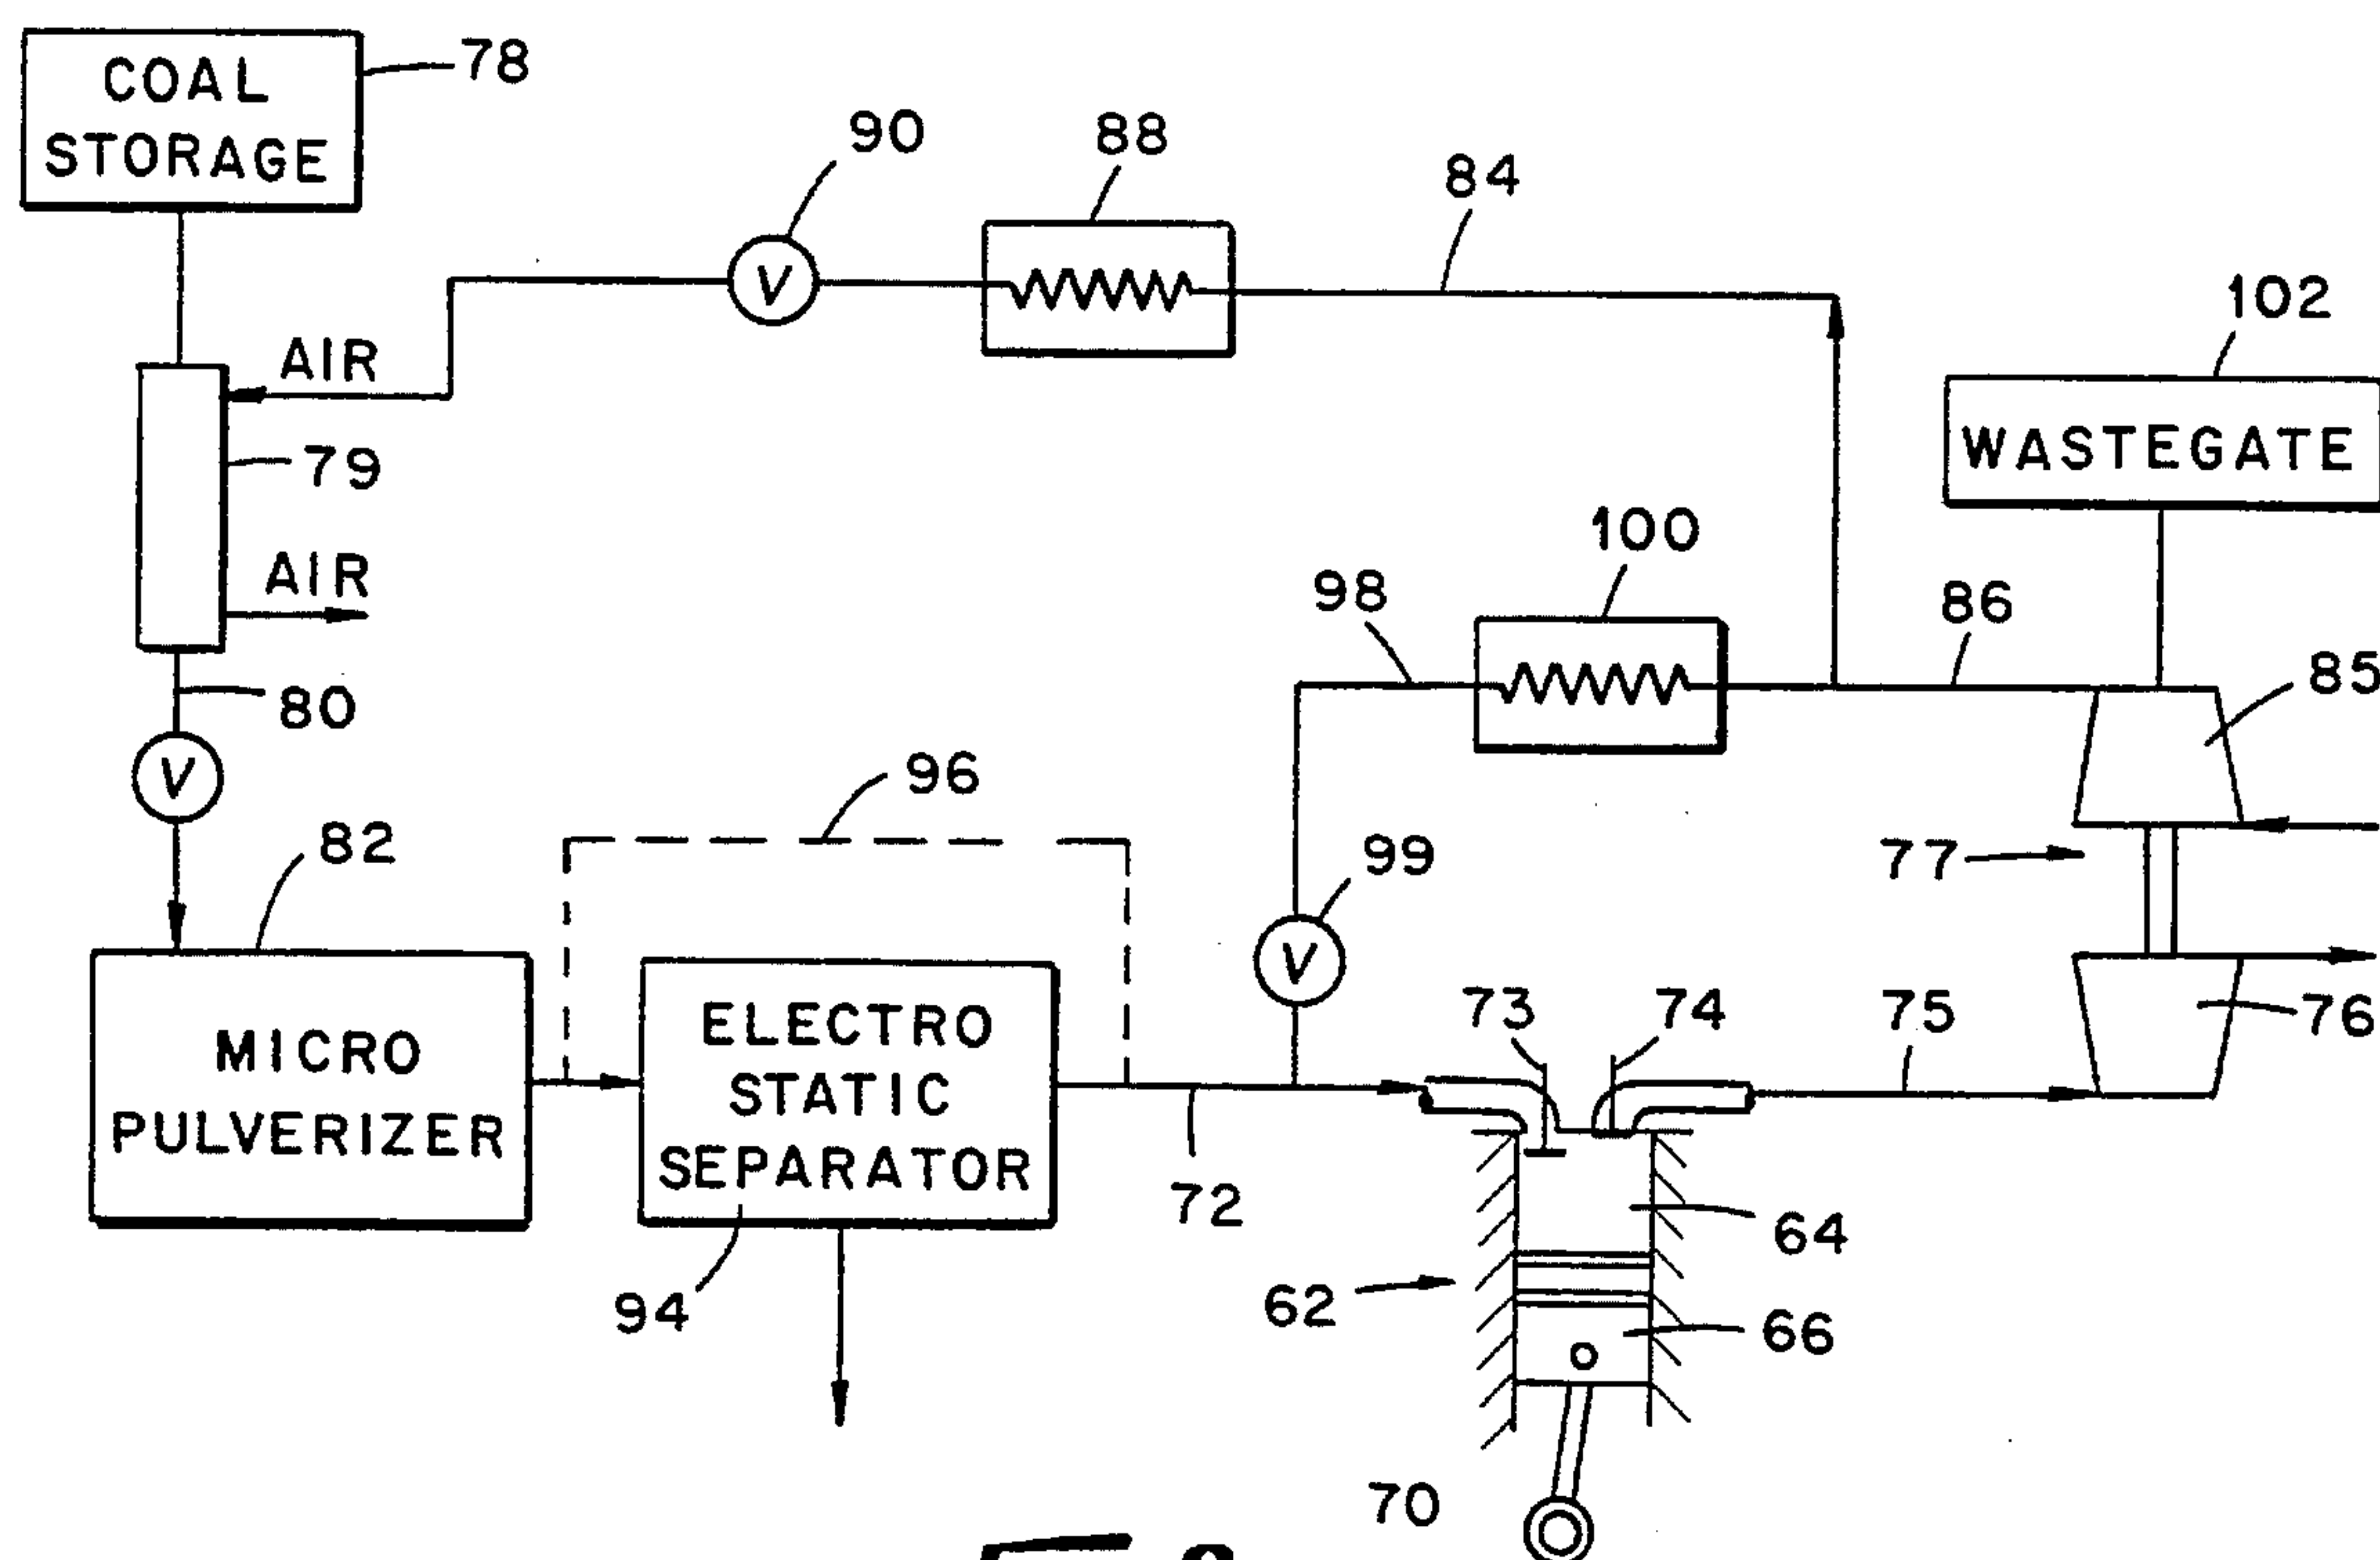 COAL
STORAGE
78
90
88
84
102
WASTEGATE
AIR
79
AIR
80
V
V
100
98
86
85
96
82
99
77
V
MICRO
PULVERIZER
ELECTRO
STATIC
SEPARATOR
94
72
73
74
75
76
64
62
66
70